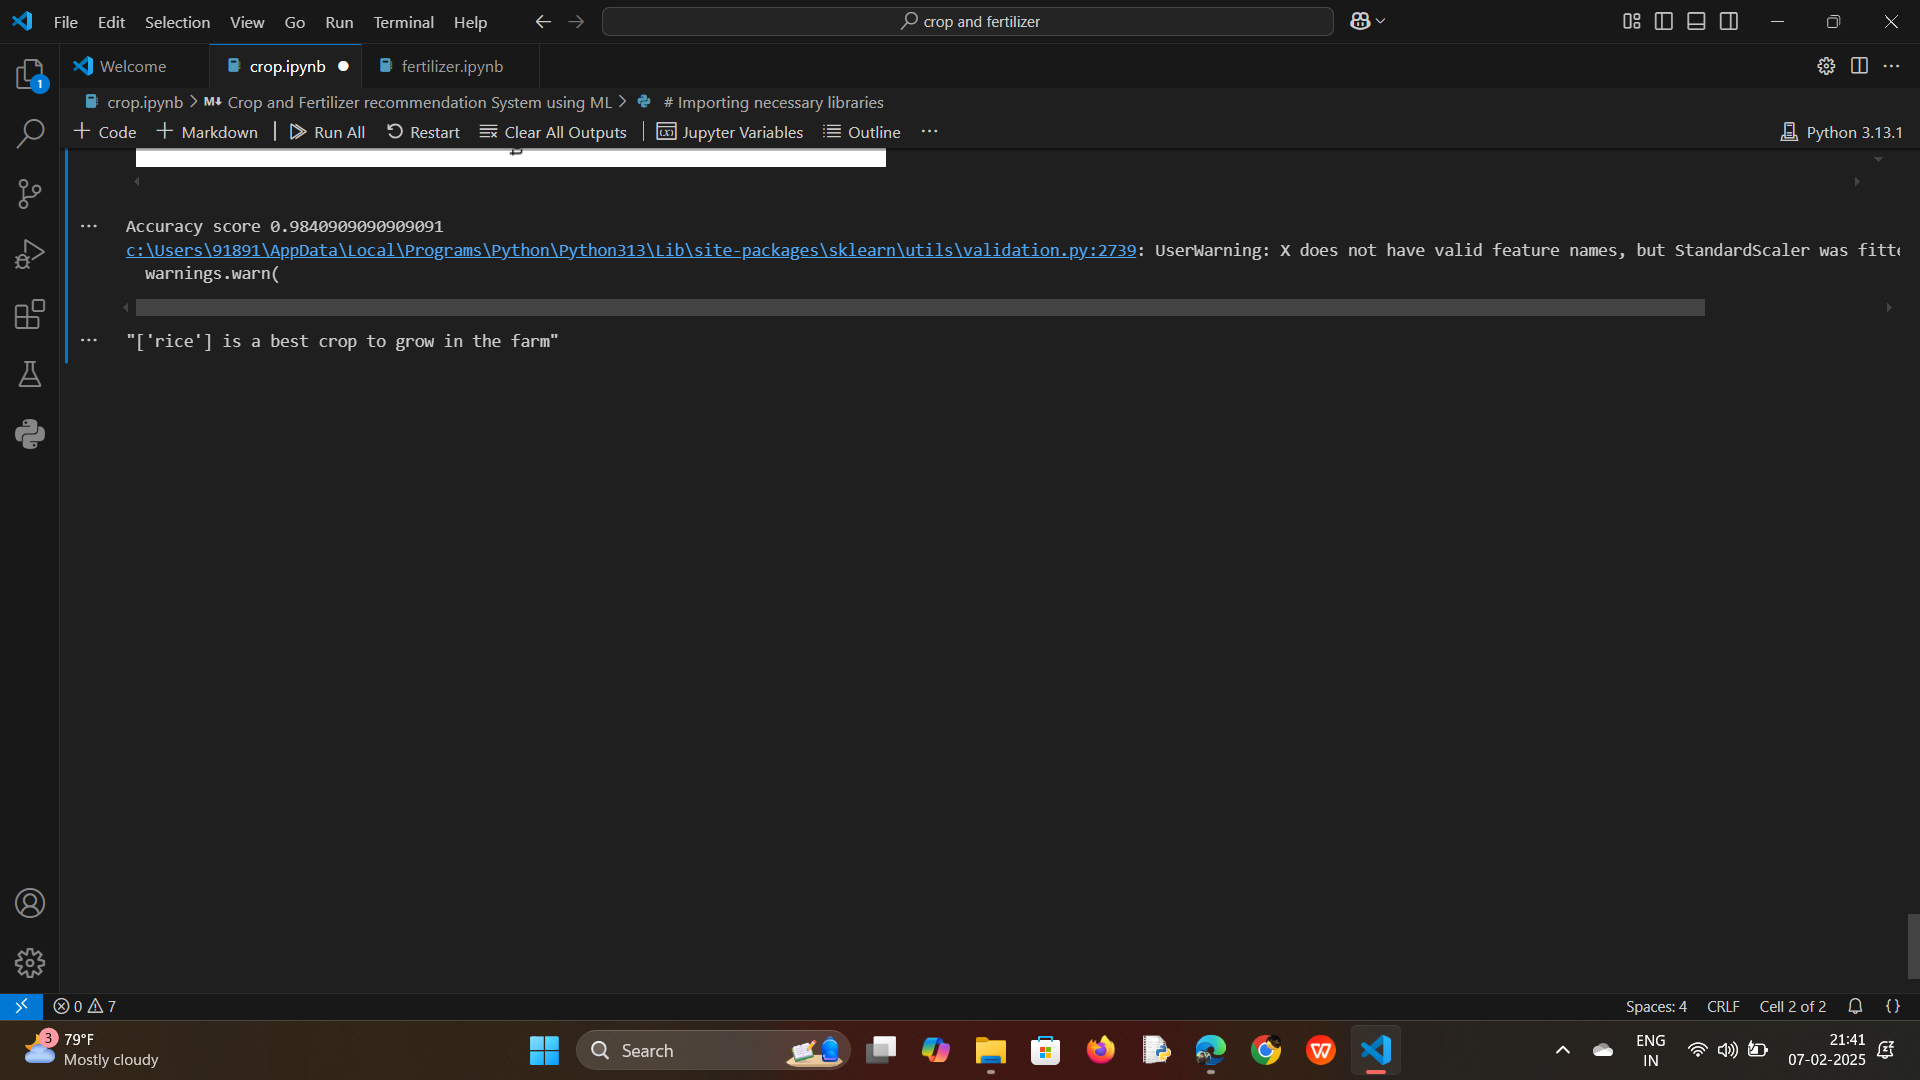 File Edit Selection View Go Run Terminal Help
crop and fertilizer
Welcome
crop.ipynb
fertilizer.ipynb
1
crop.ipynb > M↓ Crop and Fertilizer recommendation System using ML > # Importing necessary libraries
+ Code + Markdown | Run All Restart Clear All Outputs | Jupyter Variables Outline ...
Python 3.13.1
... Accuracy score 0.9840909090909091
c:\Users\91891\AppData\Local\Programs\Python\Python313\Lib\site-packages\sklearn\utils\validation.py:2739: UserWarning: X does not have valid feature names, but StandardScaler was fitte
warnings.warn(
... "['rice'] is a best crop to grow in the farm"
0 7
Spaces: 4 CRLF Cell 2 of 2 {}
3
79°F
Mostly cloudy
Search
W
ENG
IN
21:41
07-02-2025